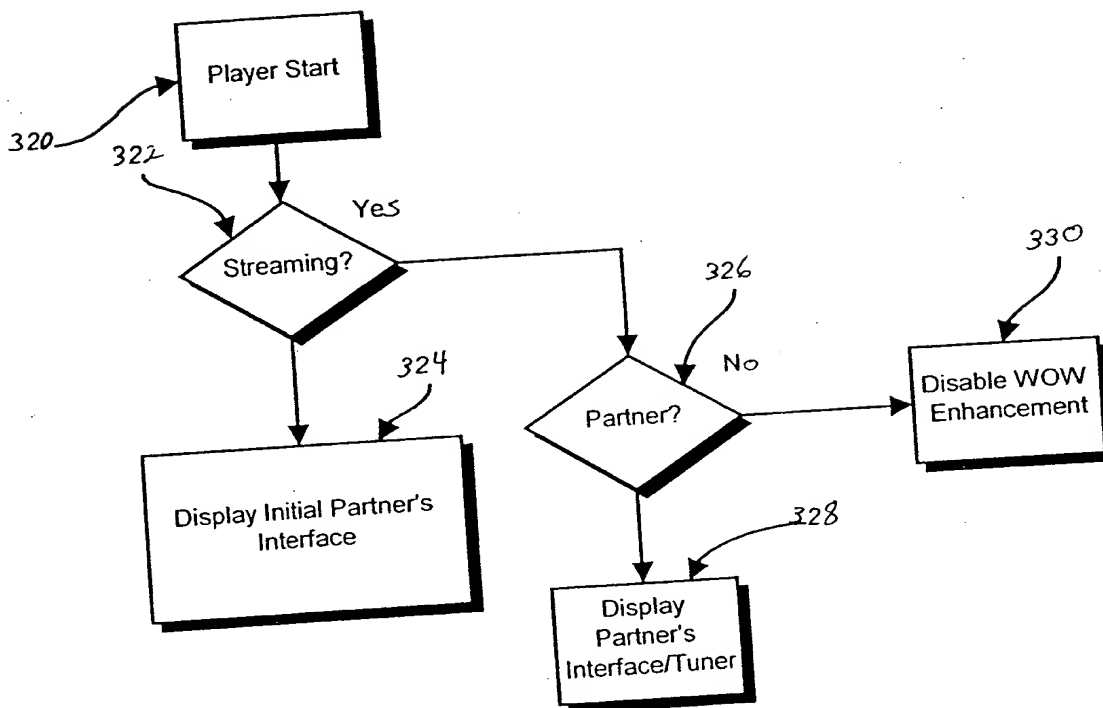 Player Start
320
322
Yes
Streaming?
326
330
324
No
Disable WOW
Enhancement
Partner?
Display Initial Partner's
Interface
328
Display
Partner's
Interface/Tuner